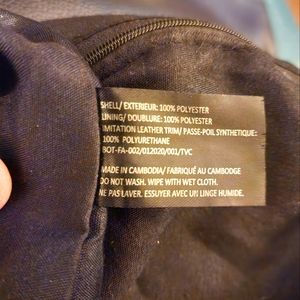 SHELL/ EXTERIEUR: 100% POLYESTER
LINING/ DOUBLURE: 100% POLYESTER
IMITATION LEATHER TRIM/ PASSE-POIL SYNTHETIQUE:
100% POLYURETHANE
BOT-FA-002/012020/001/TVC
MADE IN CAMBODIA/ FABRIQUÉ AU CAMBODGE
DO NOT WASH. WIPE WITH WET CLOTH.
NE PAS LAVER. ESSUYER AVEC UN LINGE HUMIDE.